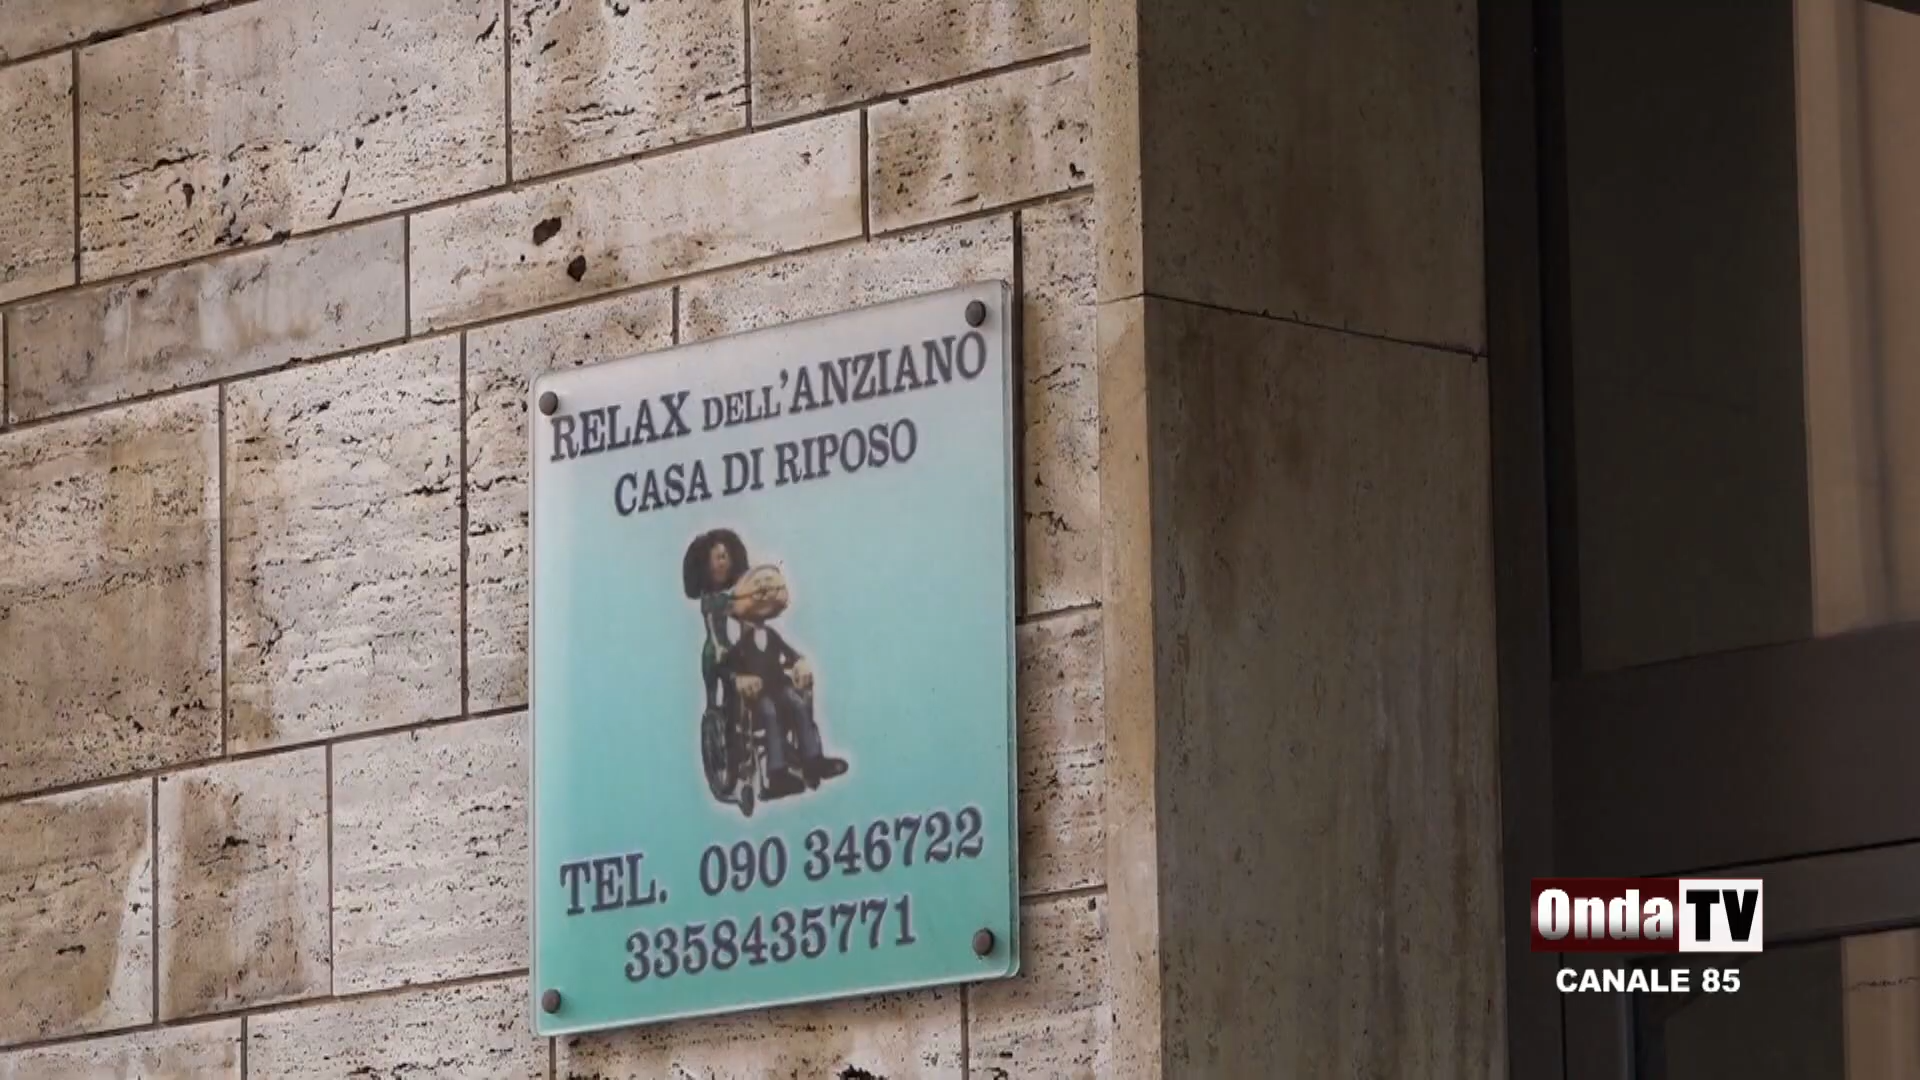 RELAX DELL'ANZIANO
CASA DI RIPOSO
TEL. 090 346722
3358435771
Onda TV
CANALE 85